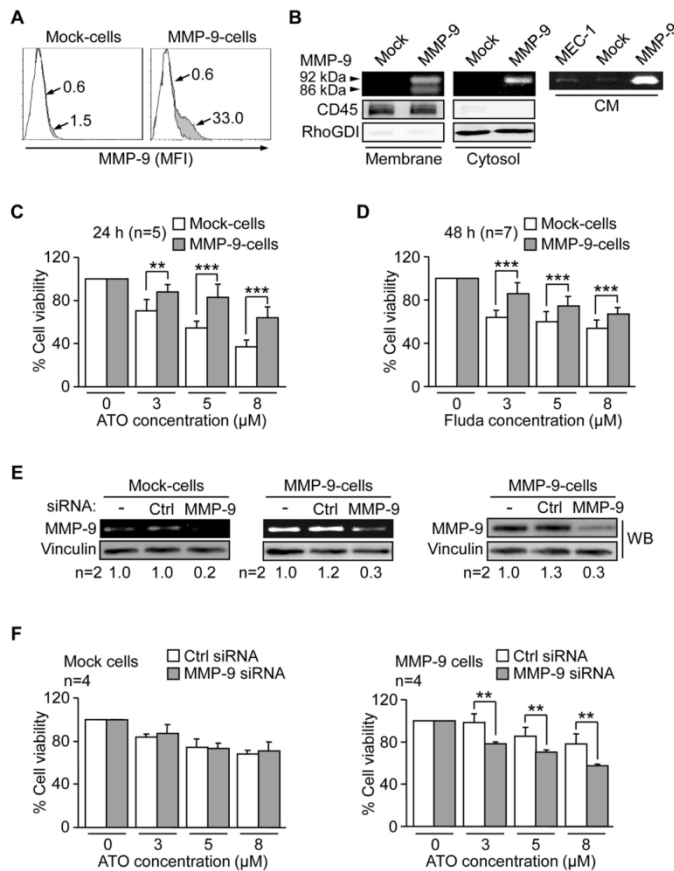 A
Mock-cells
MMP-9-cells
0.6
1.5
0.6
33.0
MMP-9 (MFI)
B
Mock
MMP-9
Mock
MMP-9
MEC-1
Mock
MMP-9
MMP-9
92 kDa
86 kDa
CD45
RhoGDI
Membrane
Cytosol
CM
C
24 h (n=5)
Mock-cells
MMP-9-cells
% Cell viability
120
80
40
0
** *** ***
0 3 5 8
ATO concentration (µM)
D
48 h (n=7)
Mock-cells
MMP-9-cells
% Cell viability
120
80
40
0
*** *** ***
0 3 5 8
Fluda concentration (µM)
E
Mock-cells
siRNA: - Ctrl MMP-9
MMP-9
Vinculin
n=2 1.0 1.0 0.2
MMP-9-cells
- Ctrl MMP-9
1.0 1.2 0.3
MMP-9-cells
- Ctrl MMP-9
MMP-9
Vinculin
WB
n=2 1.0 1.3 0.3
F
Mock cells
n=4
Ctrl siRNA
MMP-9 siRNA
% Cell viability
120
80
40
0
0 3 5 8
ATO concentration (µM)
MMP-9 cells
n=4
Ctrl siRNA
MMP-9 siRNA
% Cell viability
120
80
40
0
** ** **
0 3 5 8
ATO concentration (µM)